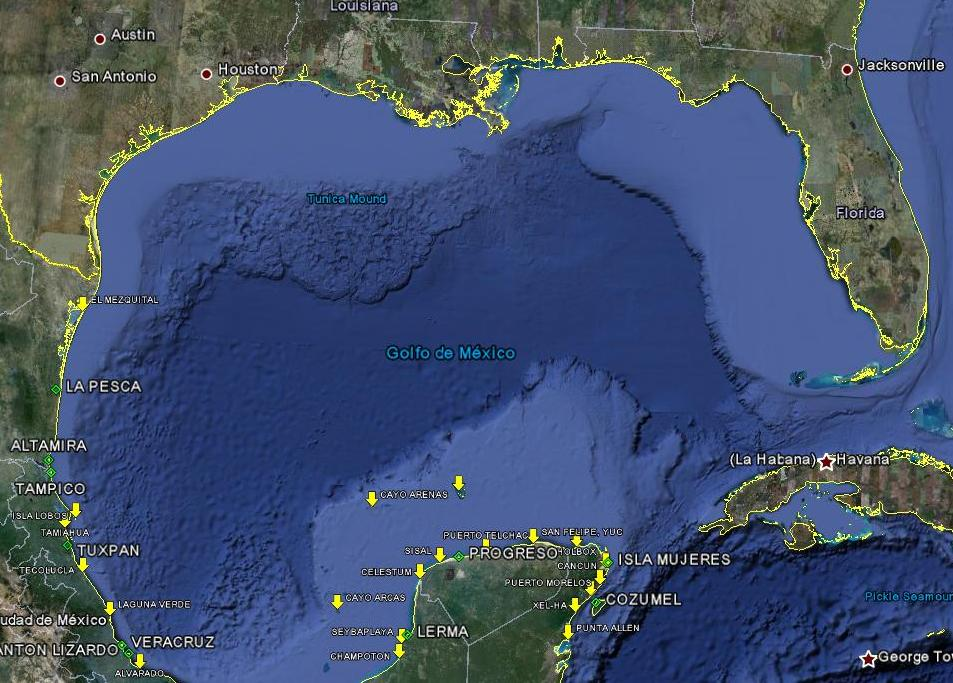 Louisiana
Austin
Houston
Jacksonville
San Antonio
Tunica Mound
Florida
EL MEZQUITAL
Golfo de México
LA PESCA
ALTAMIRA
(La Habana) Havana
TAMPICO
CAYO ARENAS
ISLA LOBOS
TAMIAHUA
PUERTO TELCHAC
SAN FELIPE, YUC
TUXPAN
SISAL
PROGRESO
HOLBOX
ISLA MUJERES
CANCUN
TECOLUCLA
CELESTUM
PUERTO MORELOS
CAYO ARCAS
COZUMEL
Pickle Seamoun
LAGUNA VERDE
XEL-HA
udad de México
SEYBAPLAYA
LERMA
PUNTA ALLEN
VERACRUZ
ANTON LIZARDO
CHAMPOTON
George Tow
ALVARADO